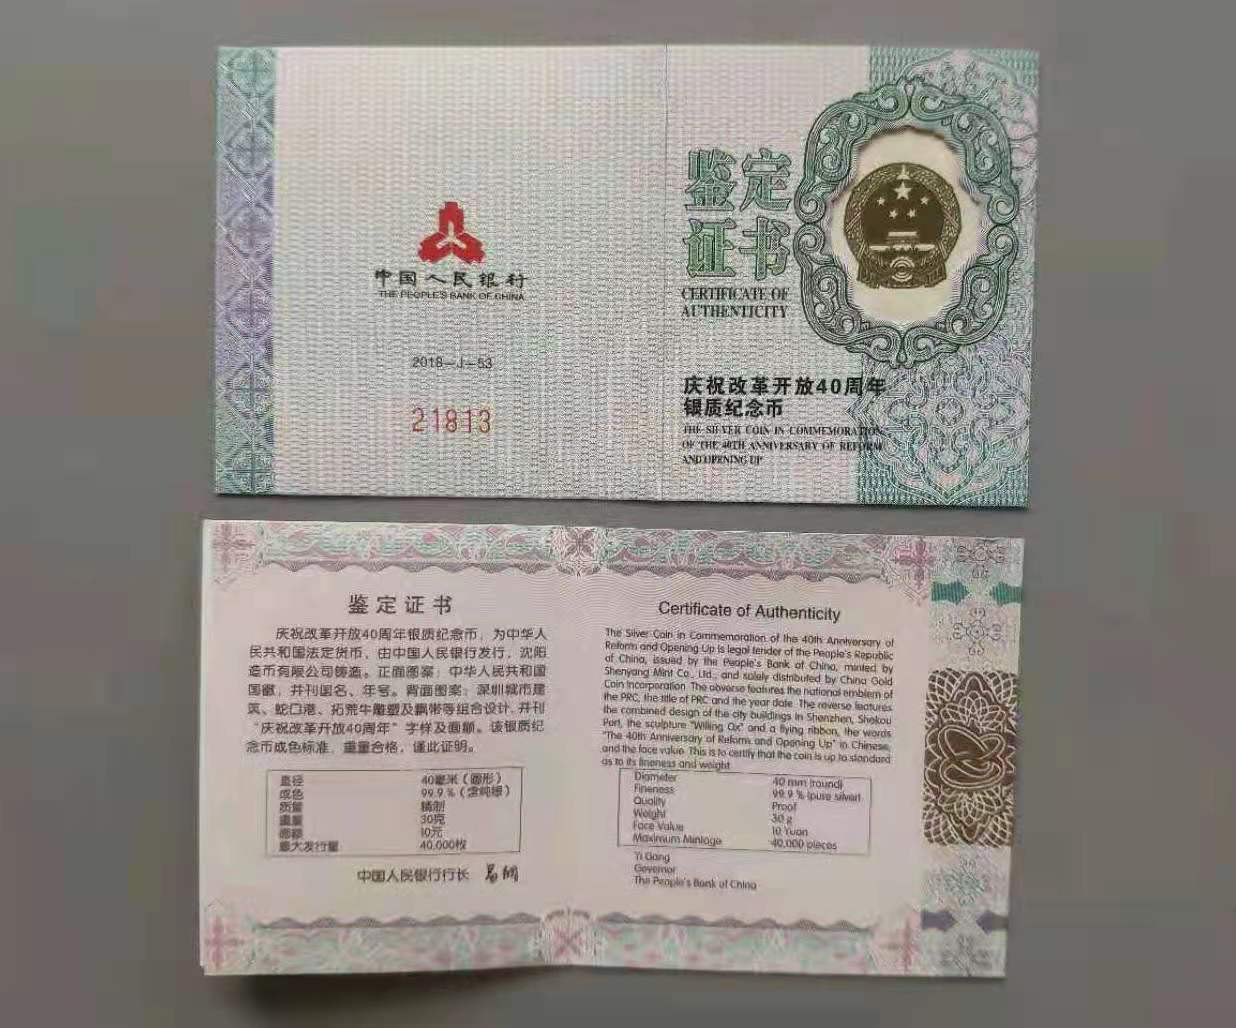 中国人民银行
THE PEOPLE'S BANK OF CHINA
2018-J-53
21813
鉴定
证书
CERTIFICATE OF
AUTHENTICITY
庆祝改革开放40周年
银质纪念币
THE SILVER COIN IN COMMEMORATION
OF THE 40TH ANNIVERSARY OF REFORM
AND OPENING UP
鉴定证书
庆祝改革开放40周年银质纪念币，为中华人
民共和国法定货币，由中国人民银行发行，沈阳
造币有限公司铸造。正面图案：中华人民共和国
国徽，并刊国名、年号。背面图案：深圳城市建
筑、蛇口港、拓荒牛雕塑及飘带等组合设计，并刊
“庆祝改革开放40周年”字样及面额。该银质纪
念币成色标准，重量合格，谨此证明。
直径 40毫米（圆形）
成色 99.9％（含纯银）
质量 精制
重量 30克
面额 10元
最大发行量 40,000枚
中国人民银行行长 易纲
Certificate of Authenticity
The Silver Coin in Commemoration of the 40th Anniversary of
Reform and Opening Up is legal tender of the People's Republic
of China, issued by the People's Bank of China, minted by
Shenyang Mint Co., Ltd., and solely distributed by China Gold
Coin Incorporation. The obverse features the national emblem of
the PRC, the title of PRC and the year date. The reverse features
the combined design of the city buildings in Shenzhen, Shekou
Port, the sculpture "Willing Ox" and a flying ribbon, the words
"The 40th Anniversary of Reform and Opening Up" in Chinese,
and the face value. This is to certify that the coin is up to standard
as to its fineness and weight.
Diameter 40 mm (round)
Fineness 99.9 % (pure silver)
Quality Proof
Weight 30 g
Face Value 10 Yuan
Maximum Mintage 40,000 pieces
Yi Gang
Governor
The People's Bank of China